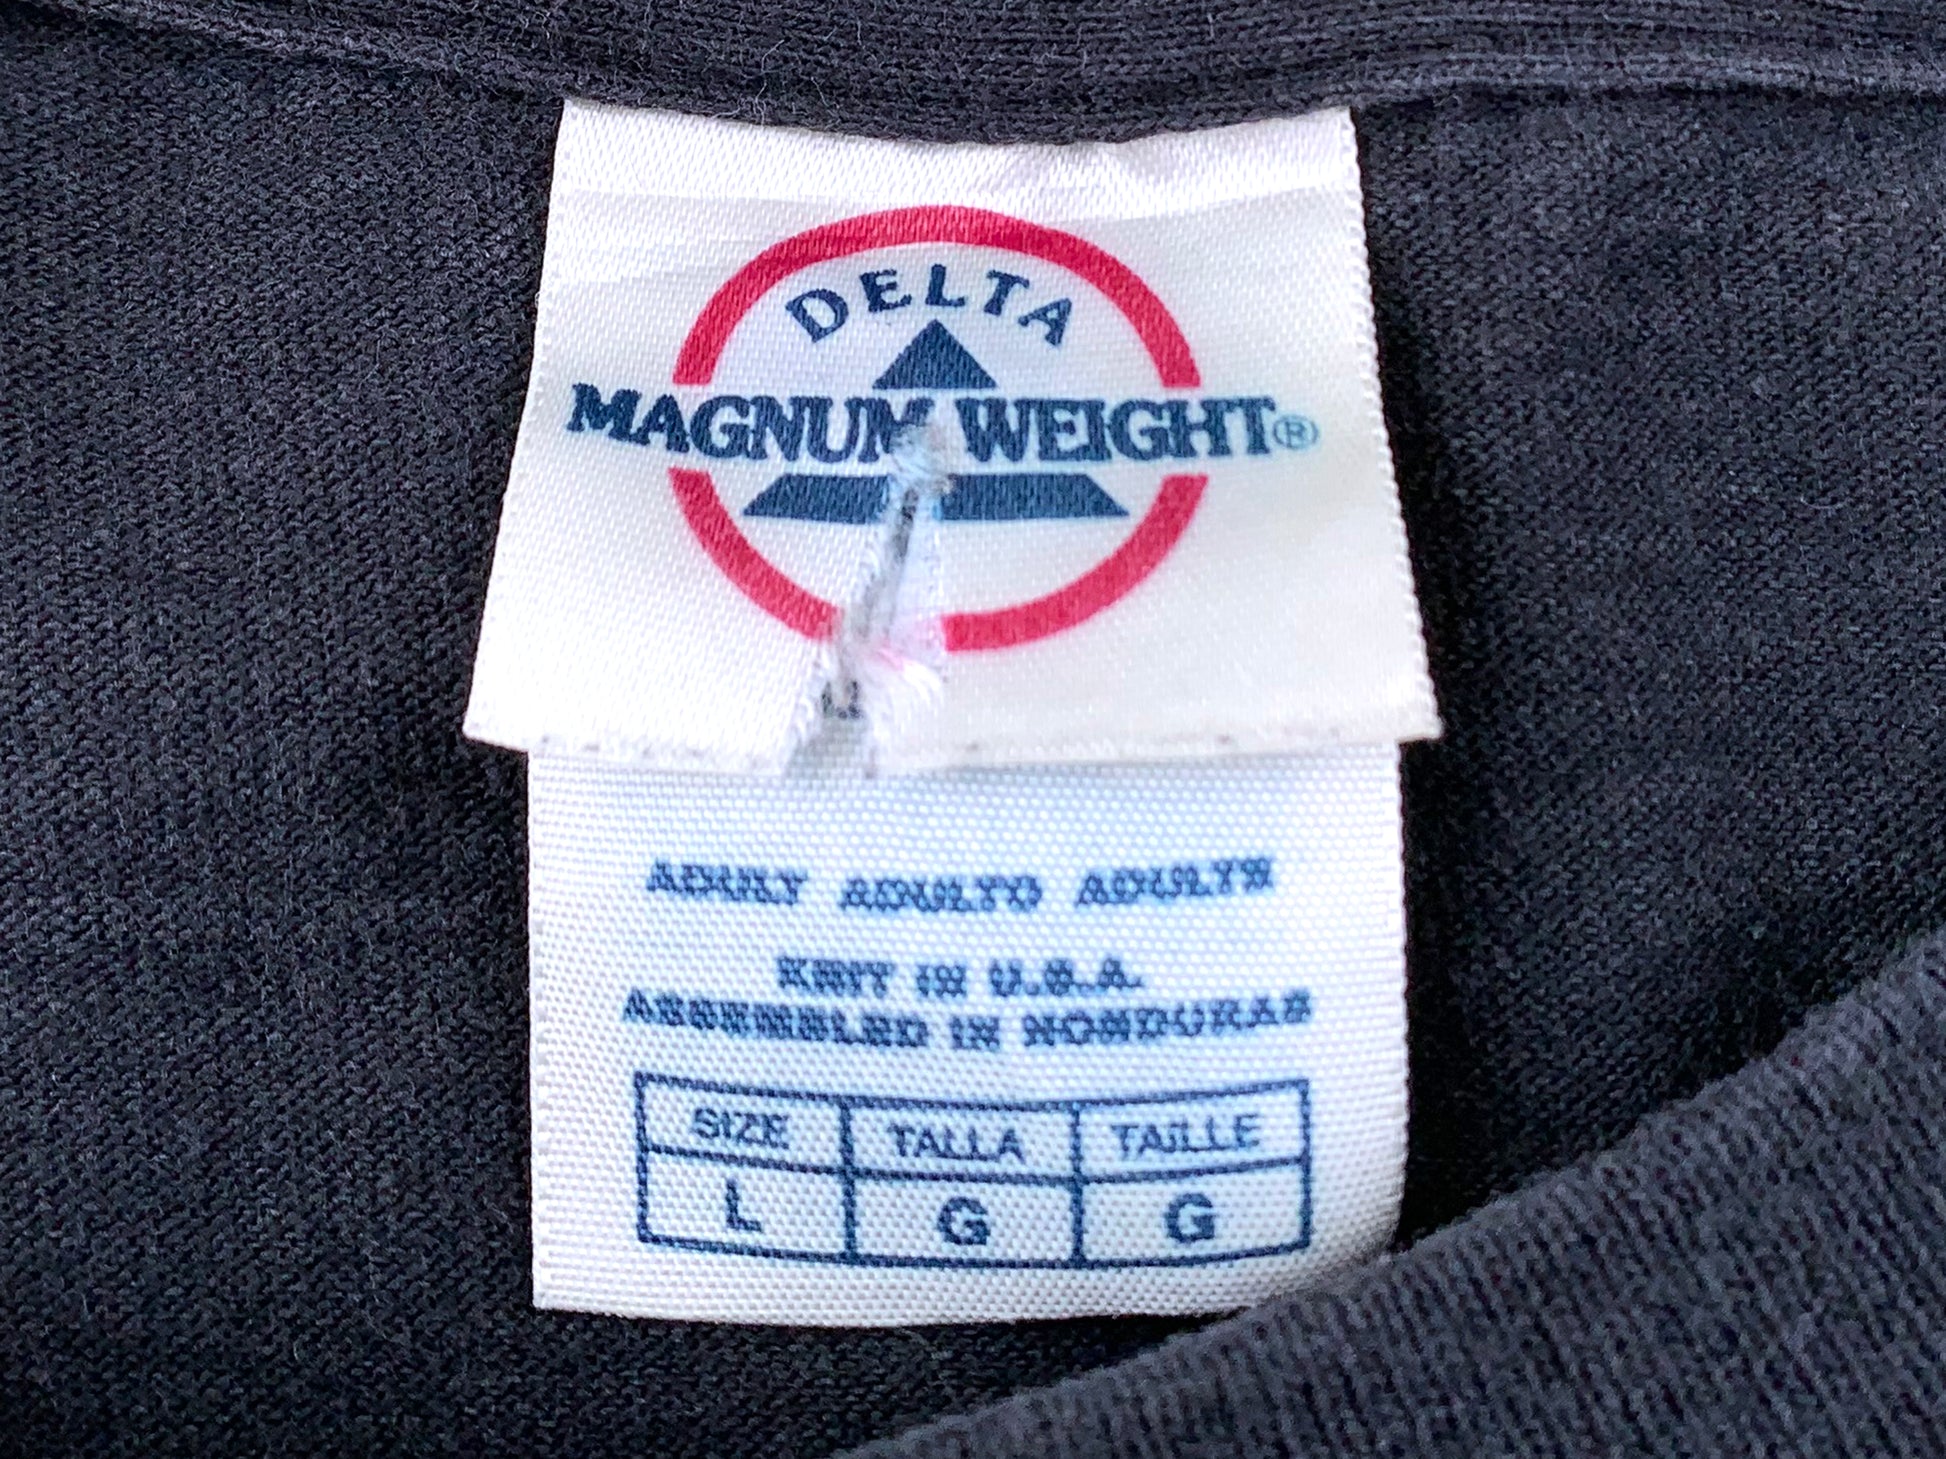 DELTA
MAGNUM WEIGHT®
ADULT ADULTO ADULTE
KNIT IN U.S.A.
ASSEMBLED IN HONDURAS
SIZE TALLA TAILLE
L G G